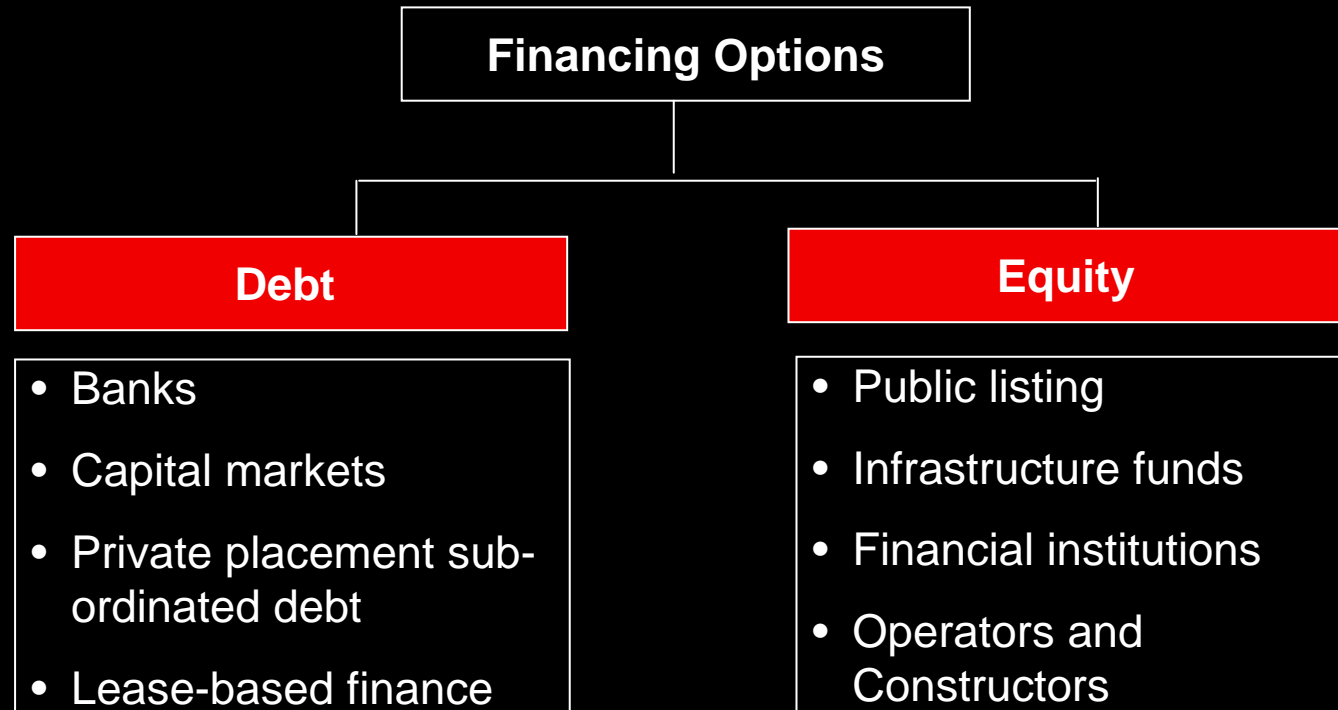 Financing Options
Debt
• Banks
• Capital markets
• Private placement sub-
ordinated debt
• Lease-based finance
Equity
• Public listing
• Infrastructure funds
• Financial institutions
• Operators and
Constructors